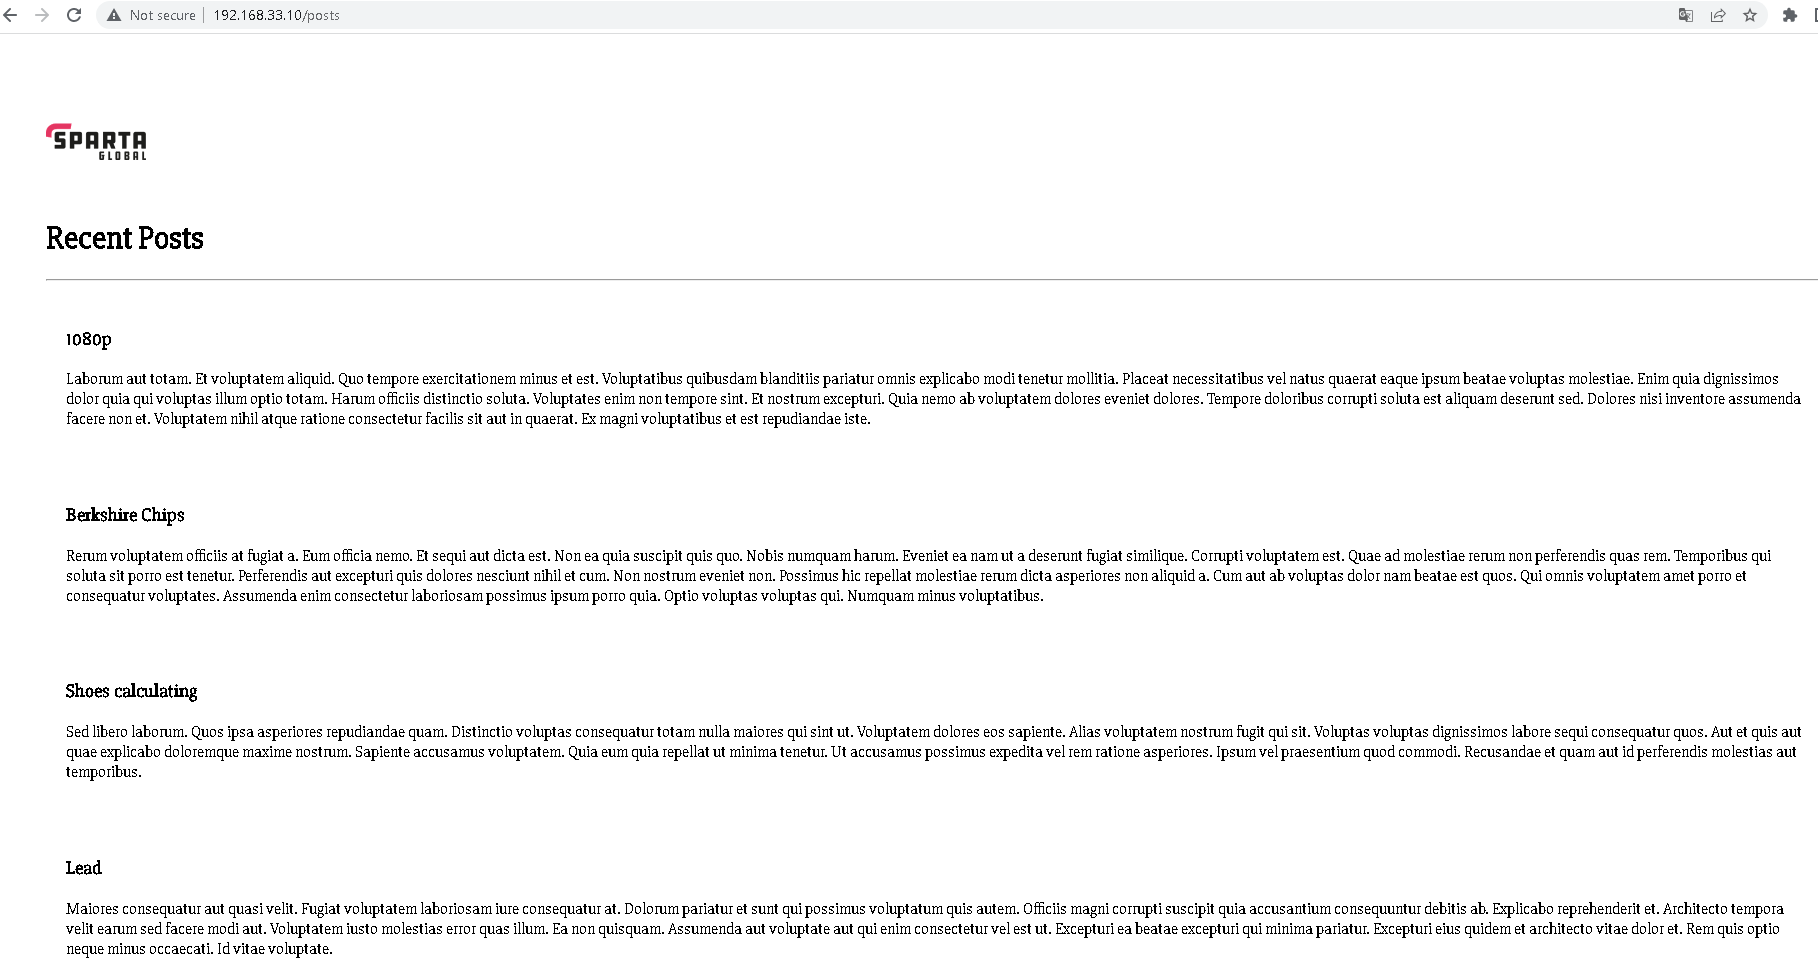 Not secure | 192.168.33.10/posts
SPARTA
GLOBAL
Recent Posts
1080p
Laborum aut totam. Et voluptatem aliquid. Quo tempore exercitationem minus et est. Voluptatibus quibusdam blanditiis pariatur omnis explicabo modi tenetur mollitia. Placeat necessitatibus vel natus quaerat eaque ipsum beatae voluptas molestiae. Enim quia dignissimos
dolor quia qui voluptas illum optio totam. Harum officiis distinctio soluta. Voluptates enim non tempore sint. Et nostrum excepturi. Quia nemo ab voluptatem dolores eveniet dolores. Tempore doloribus corrupti soluta est aliquam deserunt sed. Dolores nisi inventore assumenda
facere non et. Voluptatem nihil atque ratione consectetur facilis sit aut in quaerat. Ex magni voluptatibus et est repudiandae iste.
Berkshire Chips
Rerum voluptatem officiis at fugiat a. Eum officia nemo. Et sequi aut dicta est. Non ea quia suscipit quis quo. Nobis numquam harum. Eveniet ea nam ut a deserunt fugiat similique. Corrupti voluptatem est. Quae ad molestiae rerum non perferendis quas rem. Temporibus qui
soluta sit porro est tenetur. Perferendis aut excepturi quis dolores nesciunt nihil et cum. Non nostrum eveniet non. Possimus hic repellat molestiae rerum dicta asperiores non aliquid a. Cum aut ab voluptas dolor nam beatae est quos. Qui omnis voluptatem amet porro et
consequatur voluptates. Assumenda enim consectetur laboriosam possimus ipsum porro quia. Optio voluptas voluptas qui. Numquam minus voluptatibus.
Shoes calculating
Sed libero laborum. Quos ipsa asperiores repudiandae quam. Distinctio voluptas consequatur totam nulla maiores qui sint ut. Voluptatem dolores eos sapiente. Alias voluptatem nostrum fugit qui sit. Voluptas voluptas dignissimos labore sequi consequatur quos. Aut et quis aut
quae explicabo doloremque maxime nostrum. Sapiente accusamus voluptatem. Quia eum quia repellat ut minima tenetur. Ut accusamus possimus expedita vel rem ratione asperiores. Ipsum vel praesentium quod commodi. Recusandae et quam aut id perferendis molestias aut
temporibus.
Lead
Maiores consequatur aut quasi velit. Fugiat voluptatem laboriosam iure consequatur at. Dolorum pariatur et sunt qui possimus voluptatum quis autem. Officiis magni corrupti suscipit quia accusantium consequuntur debitis ab. Explicabo reprehenderit et. Architecto tempora
velit earum sed facere modi aut. Voluptatem iusto molestias error quas illum. Ea non quisquam. Assumenda aut voluptate aut qui enim consectetur vel est ut. Excepturi ea beatae excepturi qui minima pariatur. Excepturi eius quidem et architecto vitae dolor et. Rem quis optio
neque minus occaecati. Id vitae voluptate.